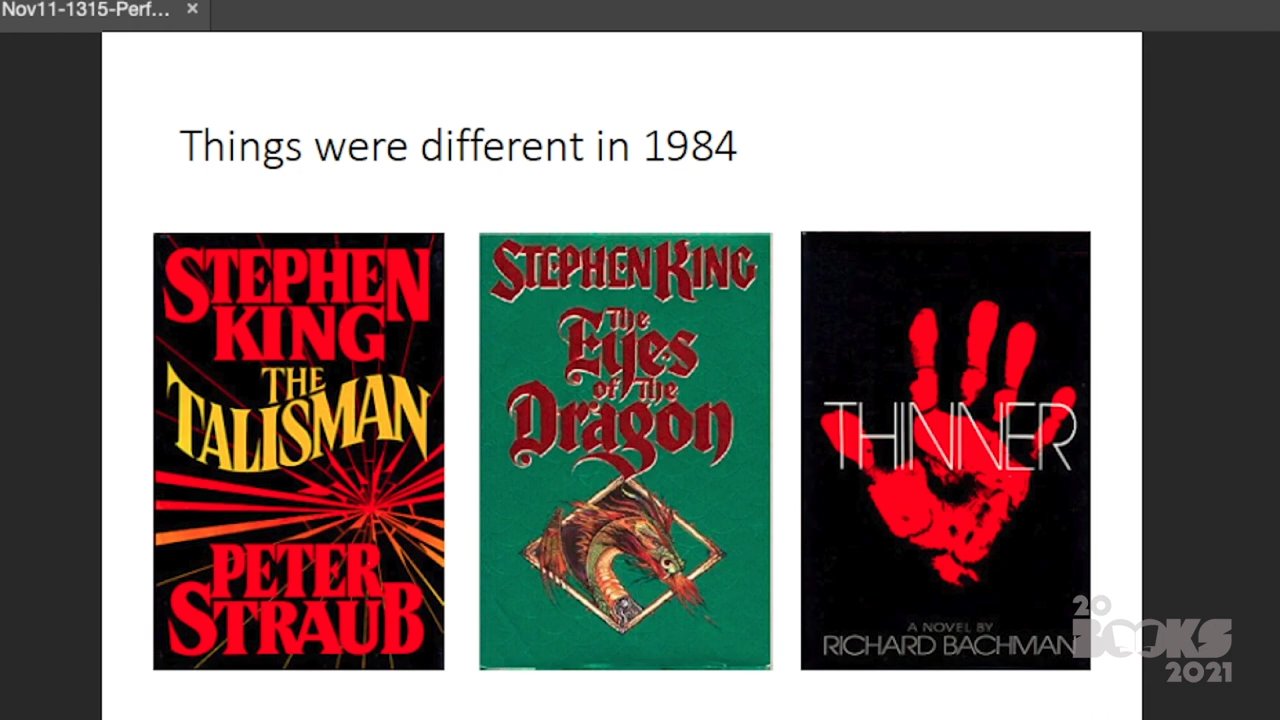 Nov11-1315-Perf... ×
Things were different in 1984
STEPHEN
KING
THE
TALISMAN
PETER
STRAUB
STEPHEN KING
The
Eyes
of The
Dragon
THINNER
A NOVEL BY
RICHARD BACHMAN
20
BOOKS
2021